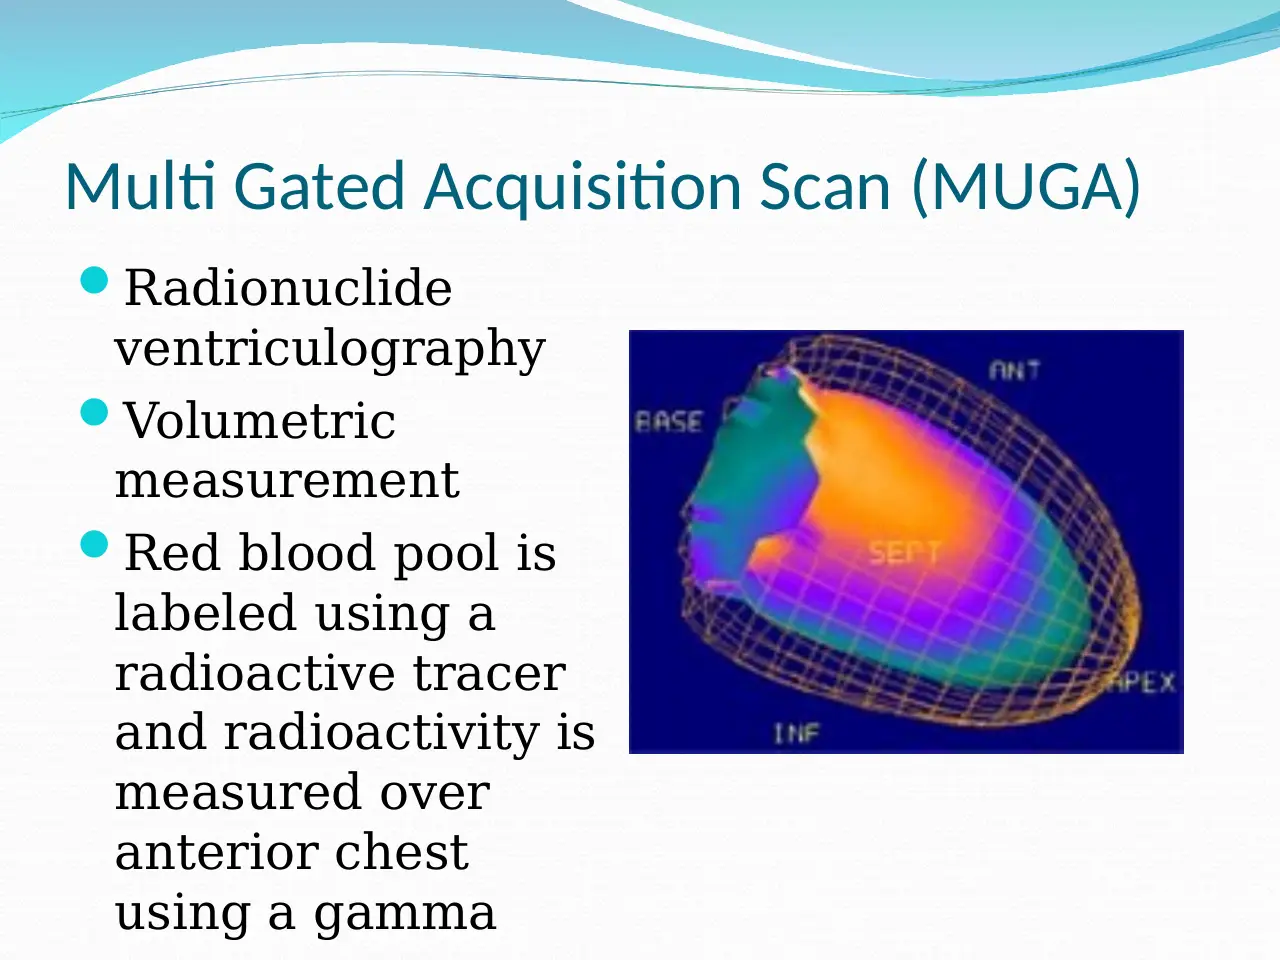 Multi Gated Acquisition Scan (MUGA)
Radionuclide
ventriculography
Volumetric
measurement
Red blood pool is
labeled using a
radioactive tracer
and radioactivity is
measured over
anterior chest
using a gamma
ANT
BASE
SEPT
APEX
INF